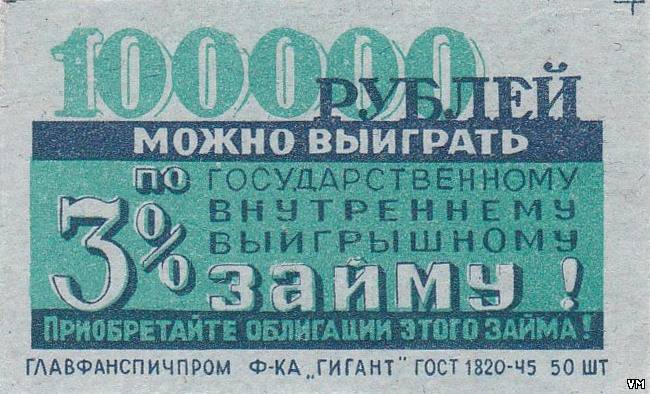 100000
РУБЛЕЙ
МОЖНО ВЫИГРАТЬ
ПО ГОСУДАРСТВЕННОМУ
ВНУТРЕННЕМУ
3% ВЫИГРЫШНОМУ
ЗАЙМУ!
ПРИОБРЕТАЙТЕ ОБЛИГАЦИИ ЭТОГО ЗАЙМА!
ГЛАВФАНСПИЧПРОМ Ф-КА „ГИГАНТ" ГОСТ 1820-45 50 ШТ
VM